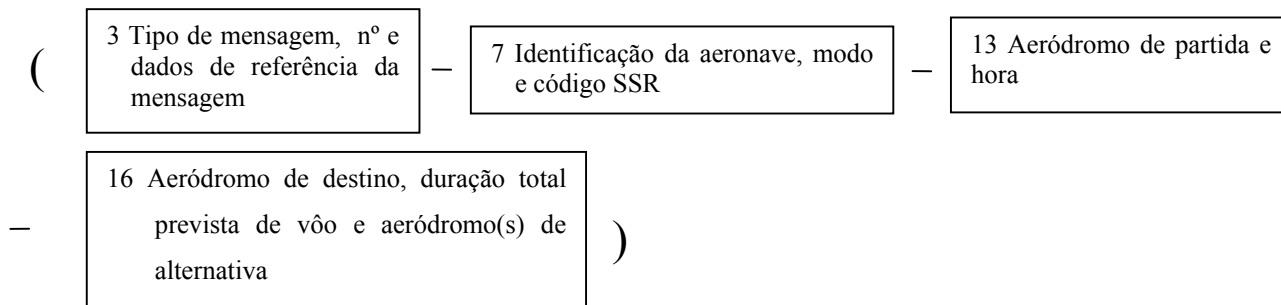 (
3 Tipo de mensagem, nº e
dados de referência da
mensagem
–
7 Identificação da aeronave, modo
e código SSR
–
13 Aeródromo de partida e
hora
–
16 Aeródromo de destino, duração total
prevista de vôo e aeródromo(s) de
alternativa
)